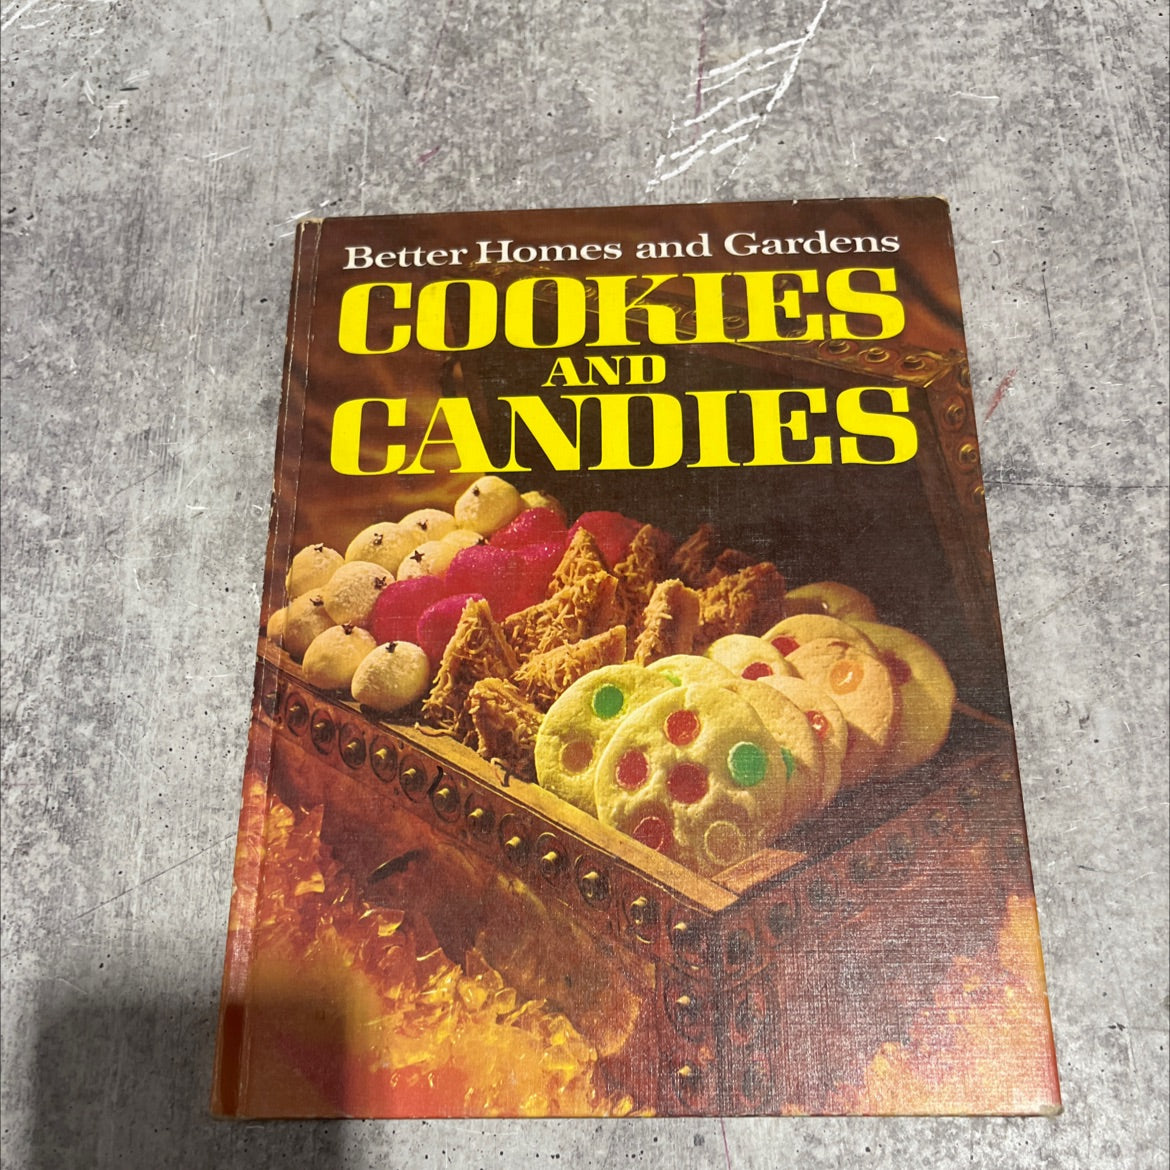 Better Homes and Gardens
COOKIES
AND
CANDIES